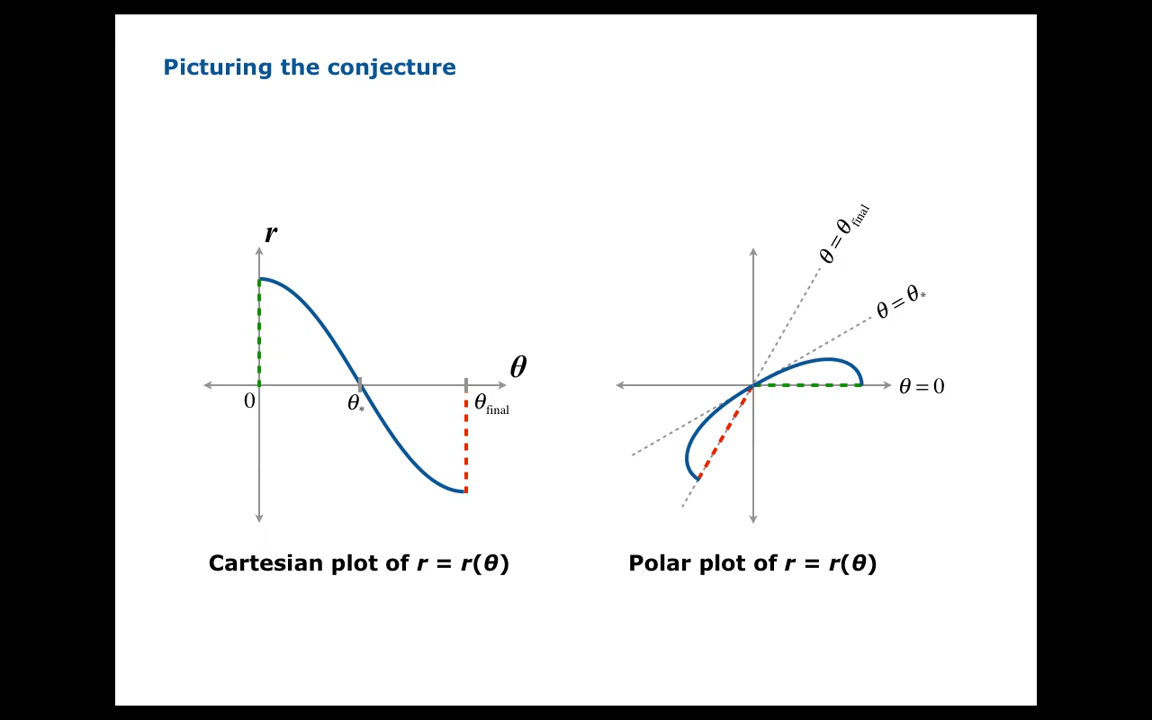 Picturing the conjecture
r
θ
0
θ*
θfinal
Cartesian plot of r = r(θ)
θ = θfinal
θ = θ*
θ = 0
Polar plot of r = r(θ)